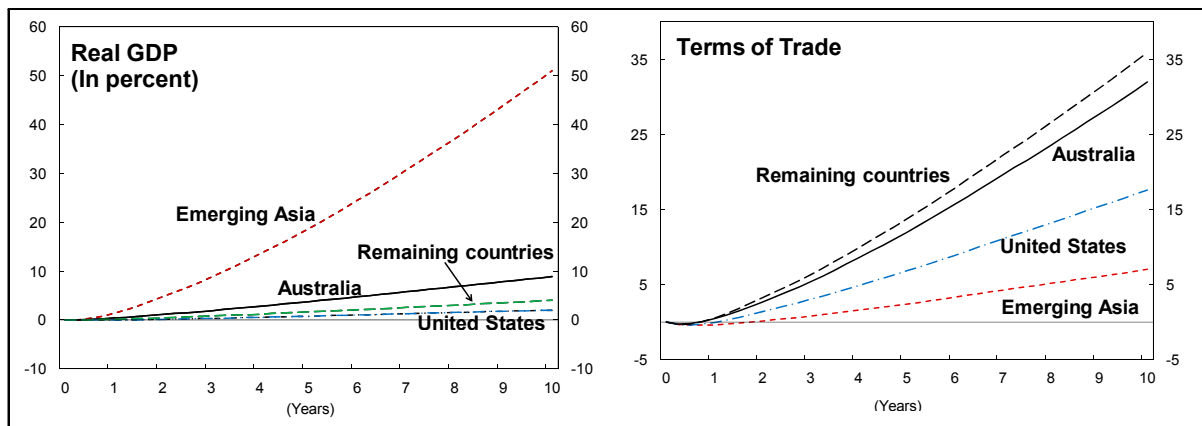 Real GDP
(In percent)
60
50
40
30
20
10
0
-10
60
50
40
30
20
10
0
-10
Emerging Asia
Remaining countries
Australia
United States
0 1 2 3 4 5 6 7 8 9 10
(Years)
Terms of Trade
35
25
15
5
-5
35
25
15
5
-5
Remaining countries
Australia
United States
Emerging Asia
0 1 2 3 4 5 6 7 8 9 10
(Years)